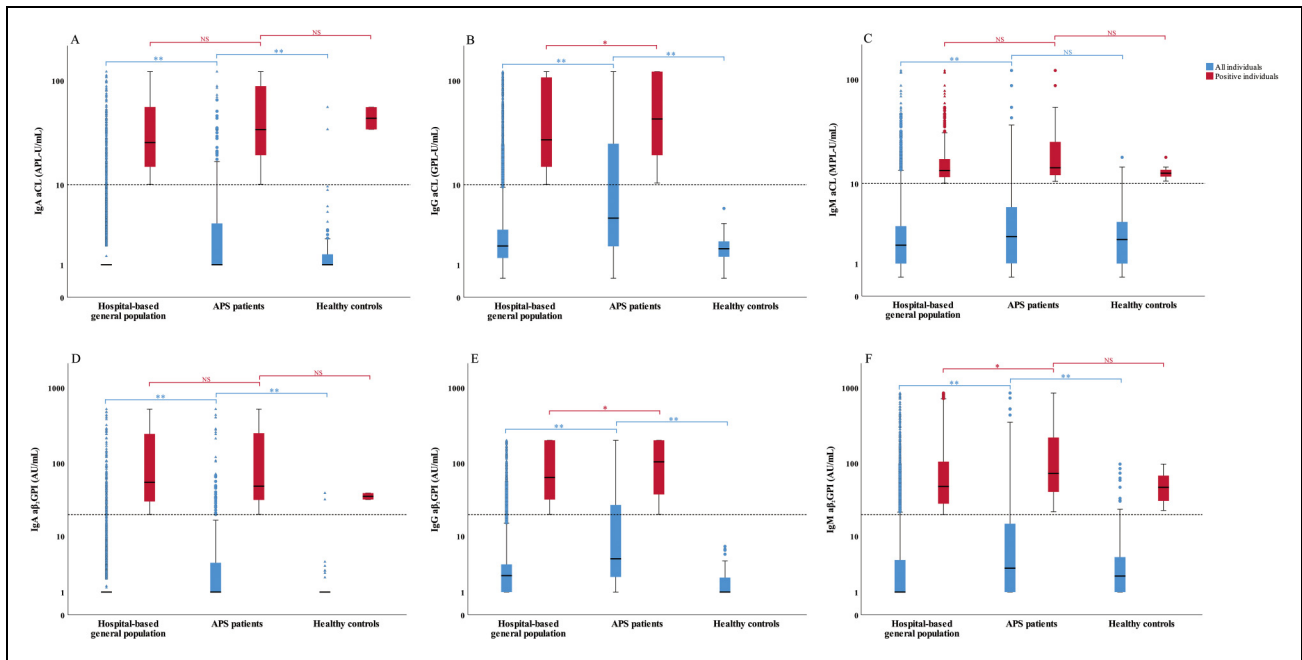 A
NS
NS
**
**
IgA aCL (APL-U/mL)
100
10
1
0
Hospital-based
general population
APS patients
Healthy controls
B
*
**
**
IgG aCL (GPL-U/mL)
100
10
1
0
Hospital-based
general population
APS patients
Healthy controls
C
NS
NS
**
NS
IgM aCL (MPL-U/mL)
100
10
1
0
Hospital-based
general population
APS patients
Healthy controls
All individuals
Positive individuals
D
NS
NS
**
**
IgA aβ₂GPI (AU/mL)
1000
100
10
1
0
Hospital-based
general population
APS patients
Healthy controls
E
*
**
**
IgG aβ₂GPI (AU/mL)
1000
100
10
1
0
Hospital-based
general population
APS patients
Healthy controls
F
*
NS
**
**
IgM aβ₂GPI (AU/mL)
1000
100
10
1
0
Hospital-based
general population
APS patients
Healthy controls